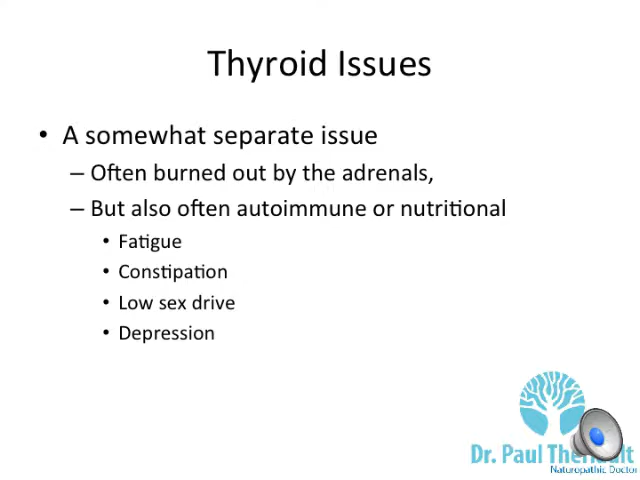 Thyroid Issues
• A somewhat separate issue
– Often burned out by the adrenals,
– But also often autoimmune or nutritional
• Fatigue
• Constipation
• Low sex drive
• Depression
Dr. Paul
Naturopathic Doctor